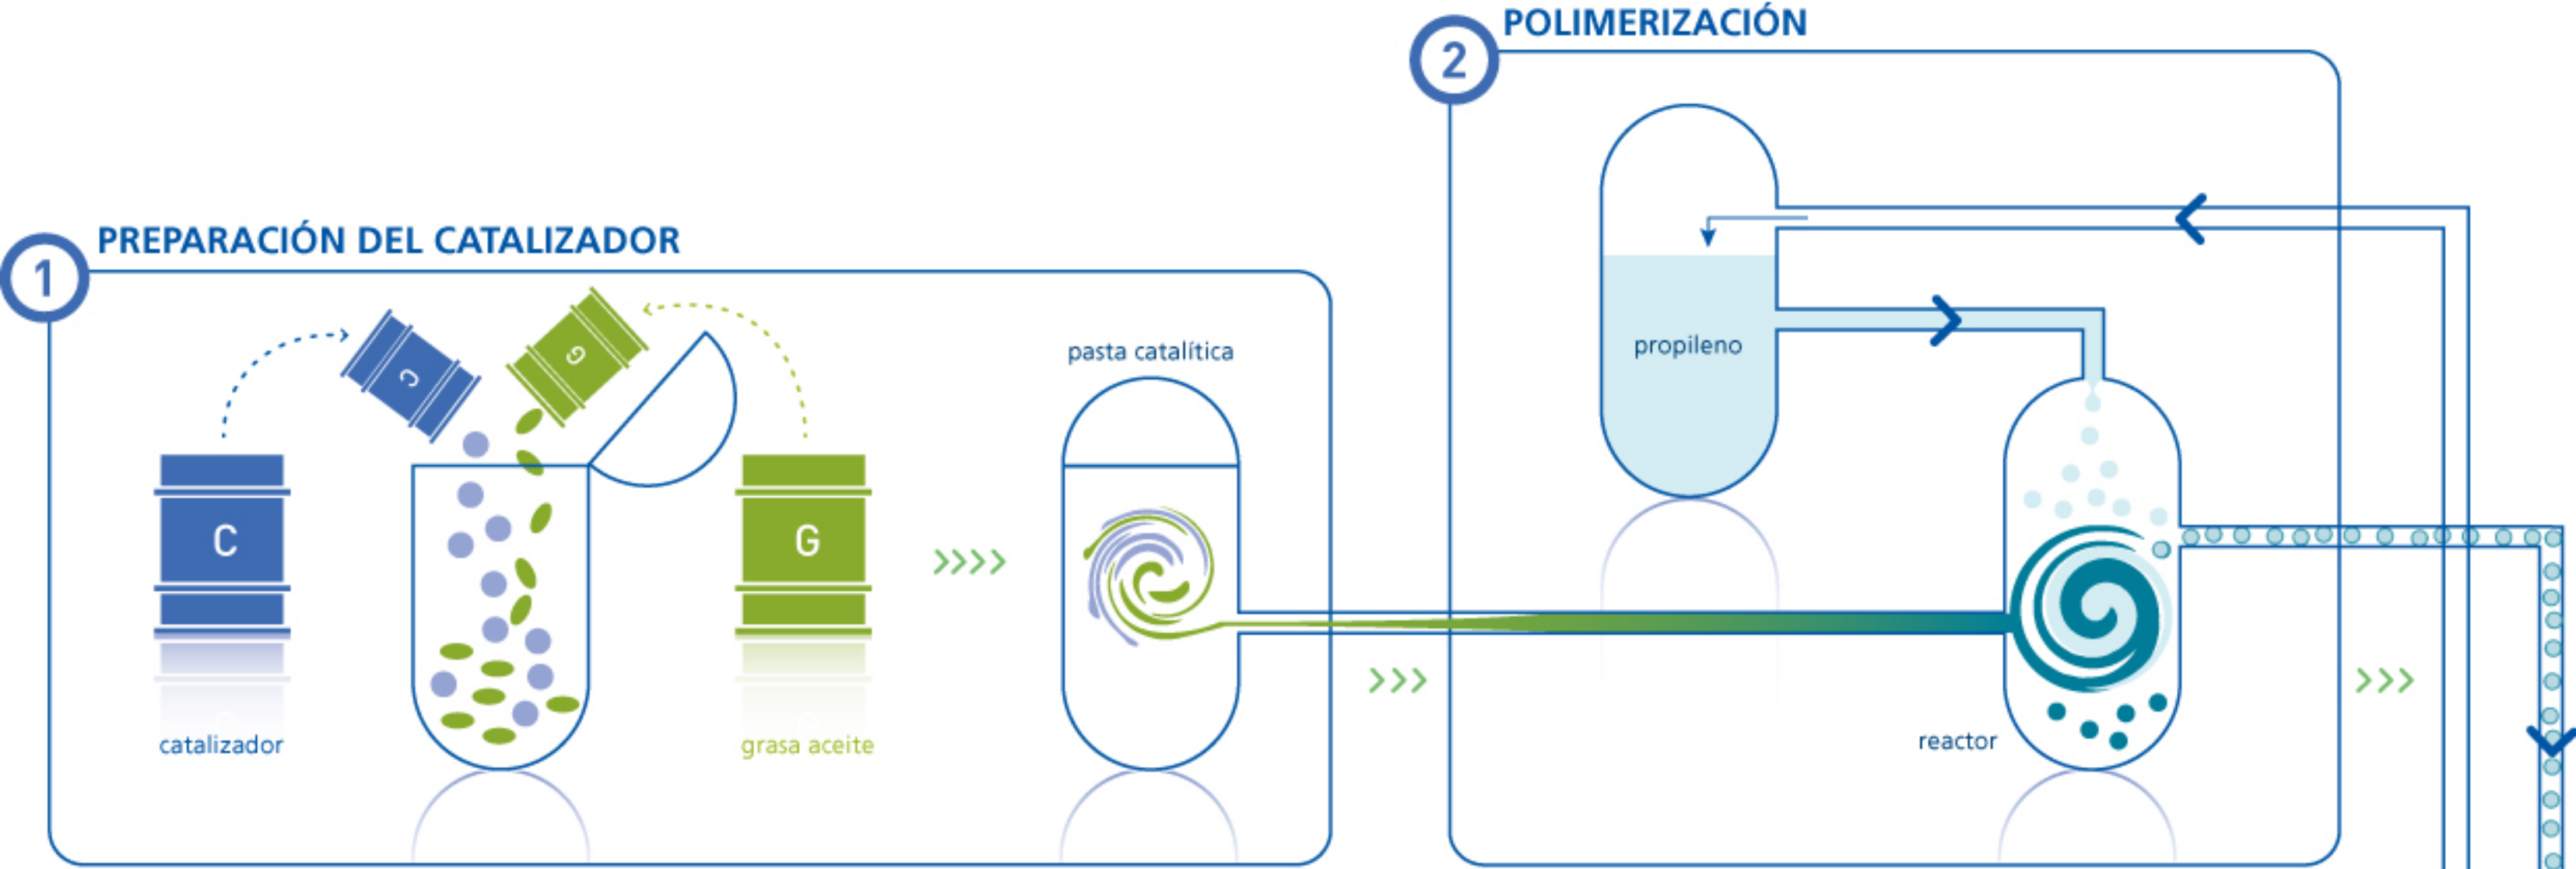 1
PREPARACIÓN DEL CATALIZADOR
C
G
C
catalizador
G
grasa aceite
pasta catalítica
2
POLIMERIZACIÓN
propileno
reactor